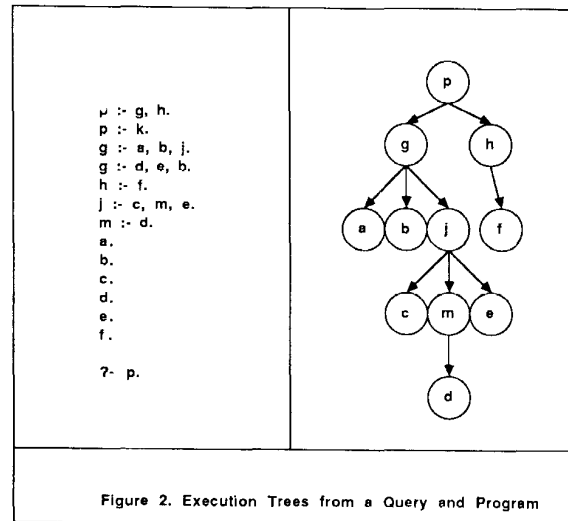 p :- g, h.
p :- k.
g :- a, b, j.
g :- d, e, b.
h :- f.
j :- c, m, e.
m :- d.
a.
b.
c.
d.
e.
f.
?- p.
p
g
h
a
b
j
f
c
m
e
d
Figure 2. Execution Trees from a Query and Program